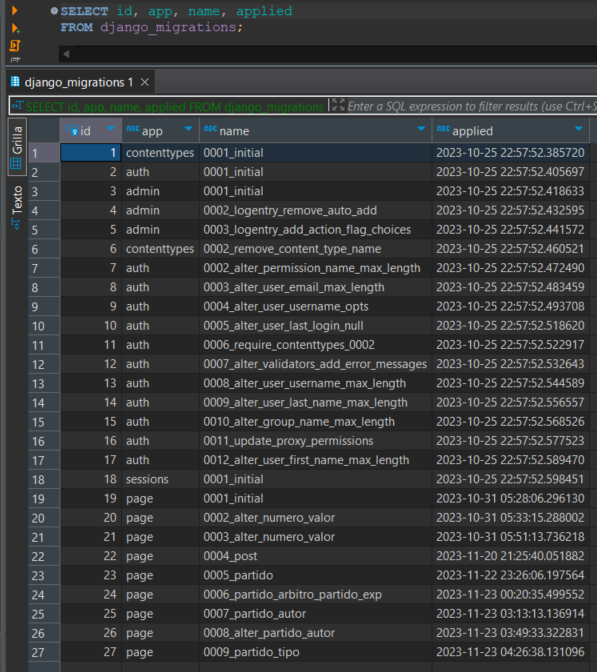 SELECT id, app, name, applied
FROM django_migrations;
django_migrations 1
SELECT id, app, name, applied FROM django_migrations Enter a SQL expression to filter results (use Ctrl+S
Grilla
Texto
id ABC app ABC name ABC applied
1 1 contenttypes 0001_initial 2023-10-25 22:57:52.385720
2 2 auth 0001_initial 2023-10-25 22:57:52.405697
3 3 admin 0001_initial 2023-10-25 22:57:52.418633
4 4 admin 0002_logentry_remove_auto_add 2023-10-25 22:57:52.432595
5 5 admin 0003_logentry_add_action_flag_choices 2023-10-25 22:57:52.441572
6 6 contenttypes 0002_remove_content_type_name 2023-10-25 22:57:52.460521
7 7 auth 0002_alter_permission_name_max_length 2023-10-25 22:57:52.472490
8 8 auth 0003_alter_user_email_max_length 2023-10-25 22:57:52.483459
9 9 auth 0004_alter_user_username_opts 2023-10-25 22:57:52.493708
10 10 auth 0005_alter_user_last_login_null 2023-10-25 22:57:52.518620
11 11 auth 0006_require_contenttypes_0002 2023-10-25 22:57:52.522917
12 12 auth 0007_alter_validators_add_error_messages 2023-10-25 22:57:52.532643
13 13 auth 0008_alter_user_username_max_length 2023-10-25 22:57:52.544589
14 14 auth 0009_alter_user_last_name_max_length 2023-10-25 22:57:52.556557
15 15 auth 0010_alter_group_name_max_length 2023-10-25 22:57:52.568526
16 16 auth 0011_update_proxy_permissions 2023-10-25 22:57:52.577523
17 17 auth 0012_alter_user_first_name_max_length 2023-10-25 22:57:52.589470
18 18 sessions 0001_initial 2023-10-25 22:57:52.598451
19 19 page 0001_initial 2023-10-31 05:28:06.296130
20 20 page 0002_alter_numero_valor 2023-10-31 05:33:15.288002
21 21 page 0003_alter_numero_valor 2023-10-31 05:51:13.736218
22 22 page 0004_post 2023-11-20 21:25:40.051882
23 23 page 0005_partido 2023-11-22 23:26:06.197564
24 24 page 0006_partido_arbitro_partido_exp 2023-11-23 00:20:35.499552
25 25 page 0007_partido_autor 2023-11-23 03:13:13.136914
26 26 page 0008_alter_partido_autor 2023-11-23 03:49:33.322831
27 27 page 0009_partido_tipo 2023-11-23 04:26:38.131096